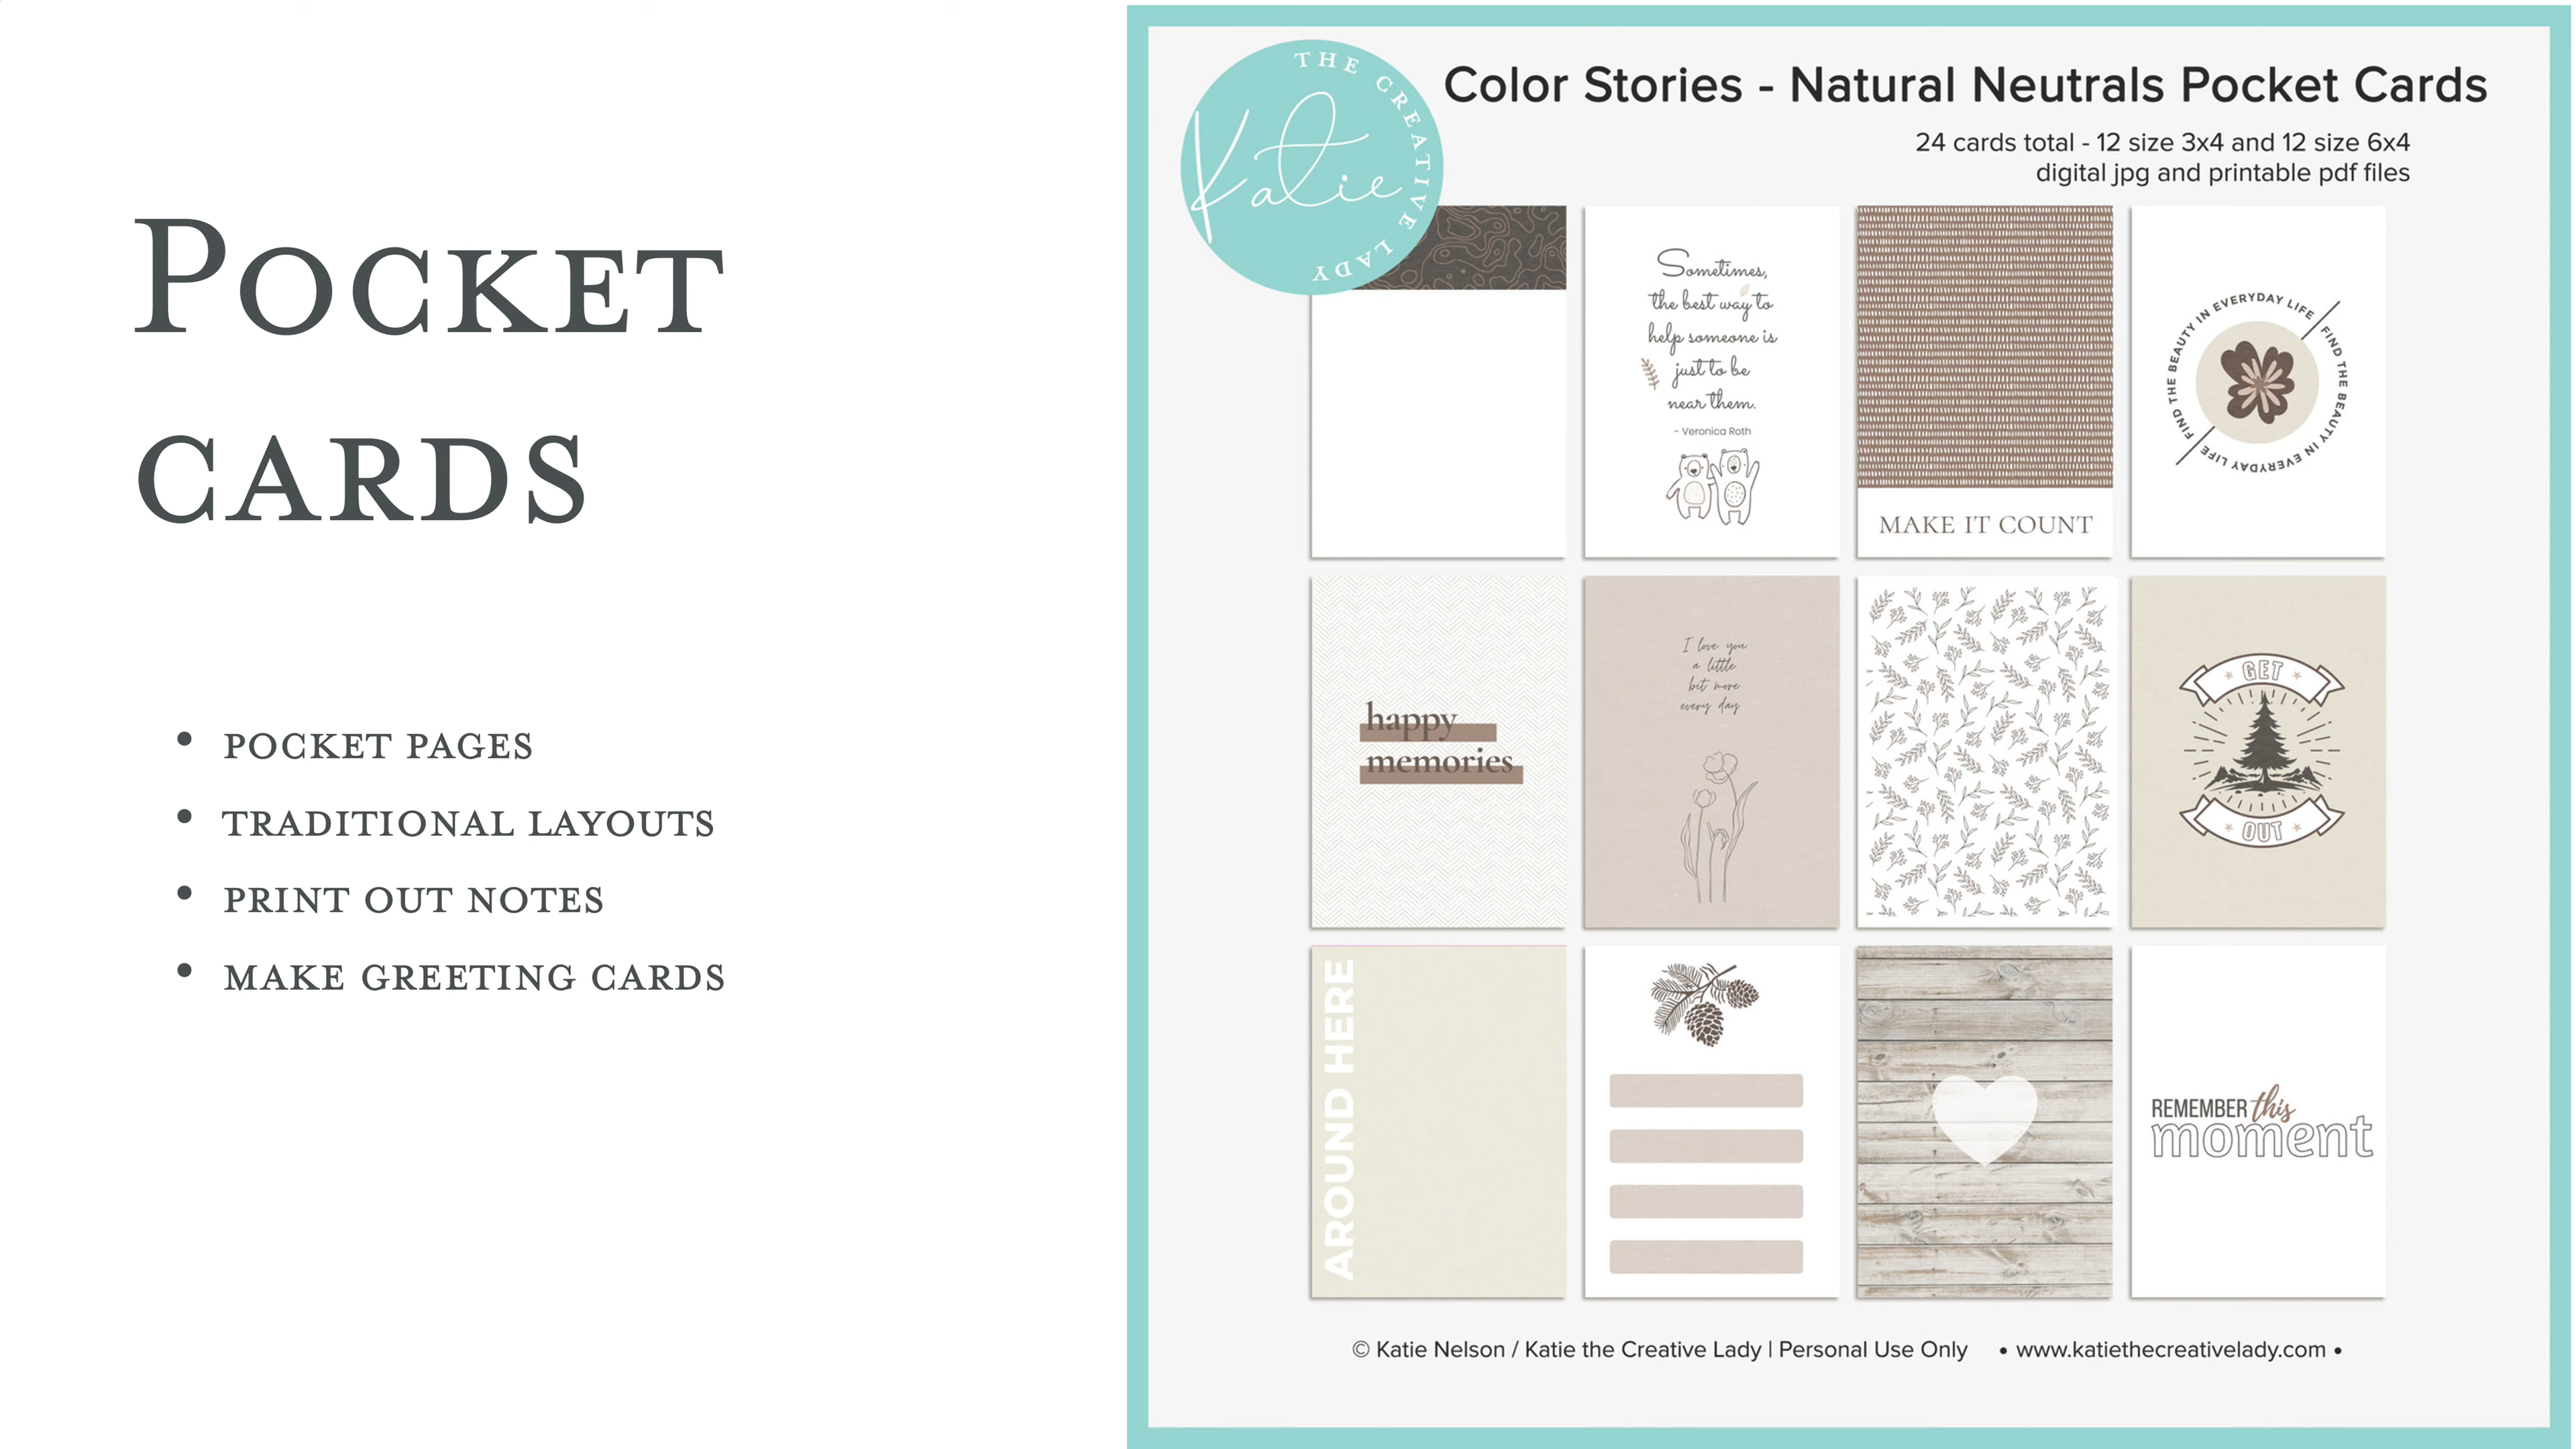 Pocket
cards
• pocket pages
• traditional layouts
• print out notes
• make greeting cards
THE CREATIVE LADY
Katie
Color Stories - Natural Neutrals Pocket Cards
24 cards total - 12 size 3x4 and 12 size 6x4
digital jpg and printable pdf files
Sometimes,
the best way to
help someone is
just to be
near them.
- Veronica Roth
MAKE IT COUNT
FIND THE BEAUTY IN EVERYDAY LIFE
FIND THE BEAUTY IN EVERYDAY LIFE
happy
memories
I love you
a little
bit more
every day
GET
OUT
AROUND HERE
REMEMBER this
moment
© Katie Nelson / Katie the Creative Lady | Personal Use Only • www.katiethecreativelady.com •